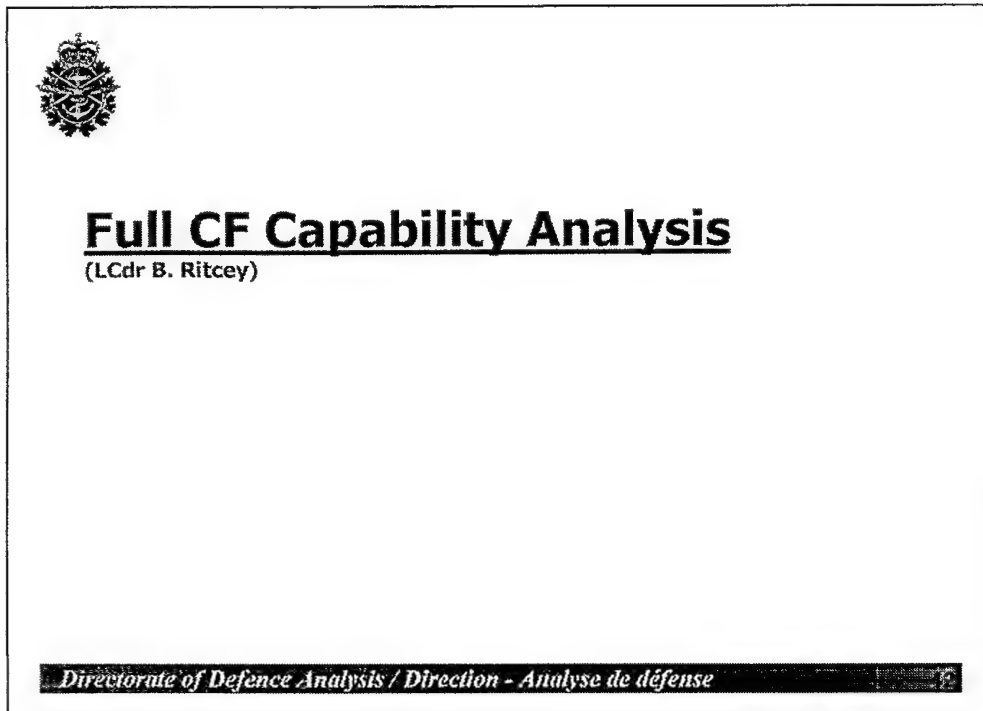 Full CF Capability Analysis
(LCdr B. Ritcey)
Directorate of Defence Analysis / Direction - Analyse de défense